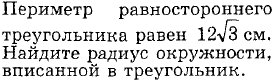 Периметр равностороннего
треугольника равен 12√3 см.
Найдите радиус окружности,
вписанной в треугольник.